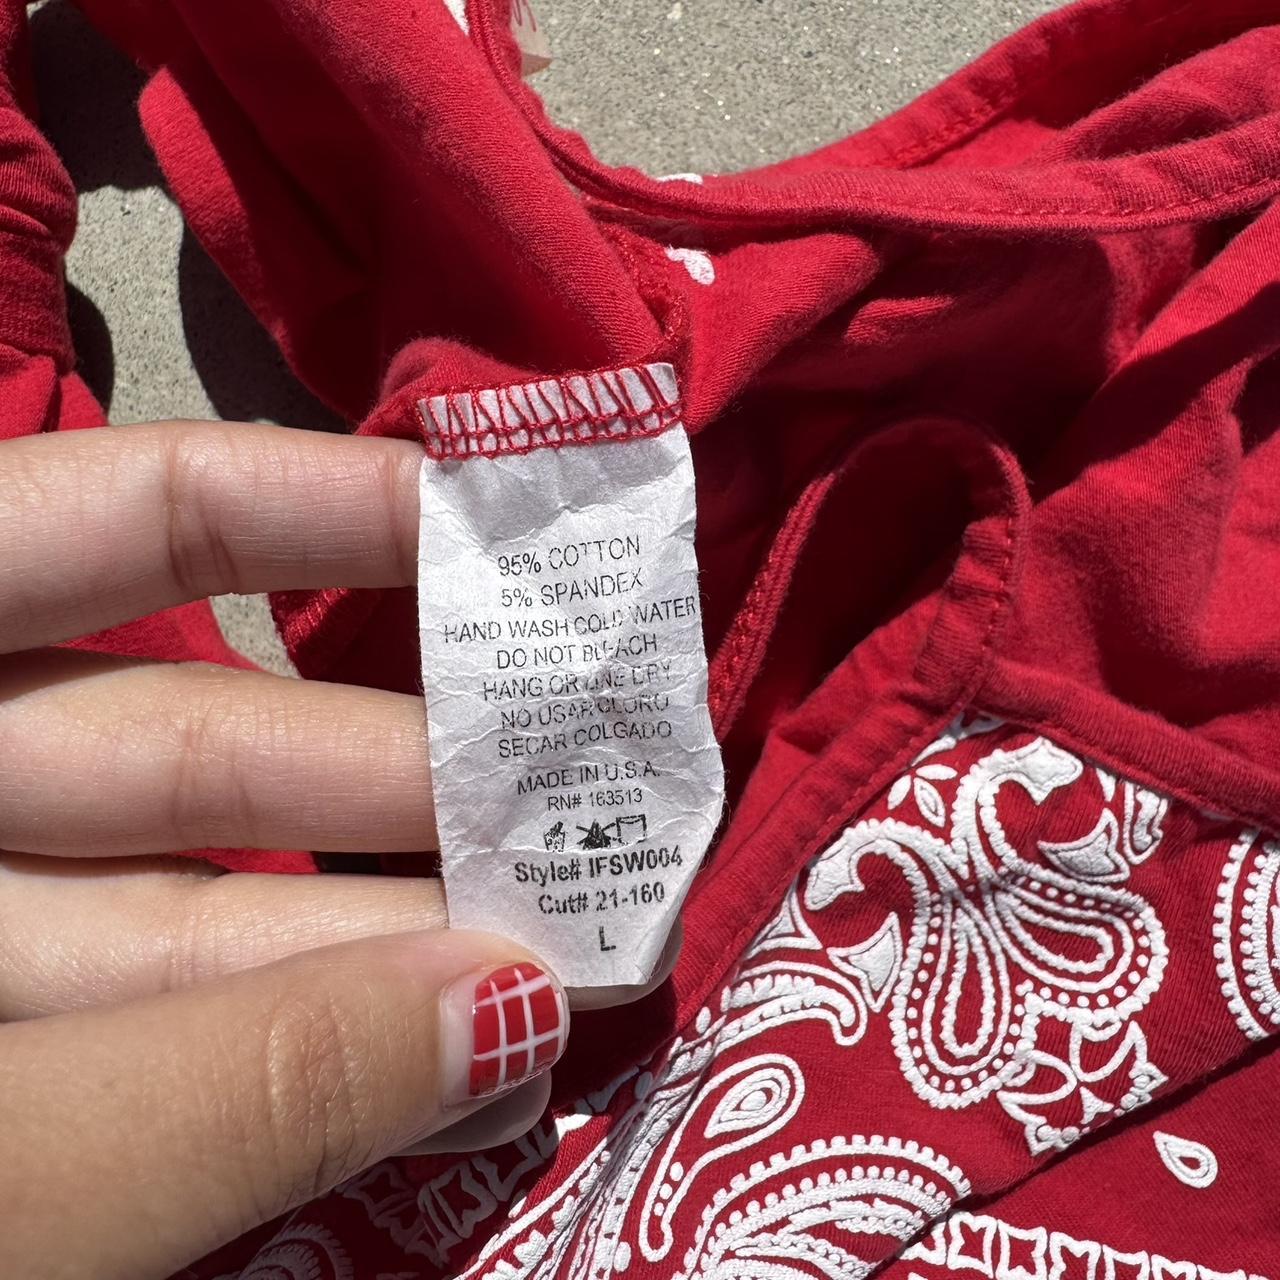 95% COTTON
5% SPANDEX
HAND WASH COLD WATER
DO NOT BLEACH
HANG OR LINE DRY
NO USAR CLORO
SECAR COLGADO
MADE IN U.S.A.
RN# 163513
Style# IFSW004
Cut# 21-160
L